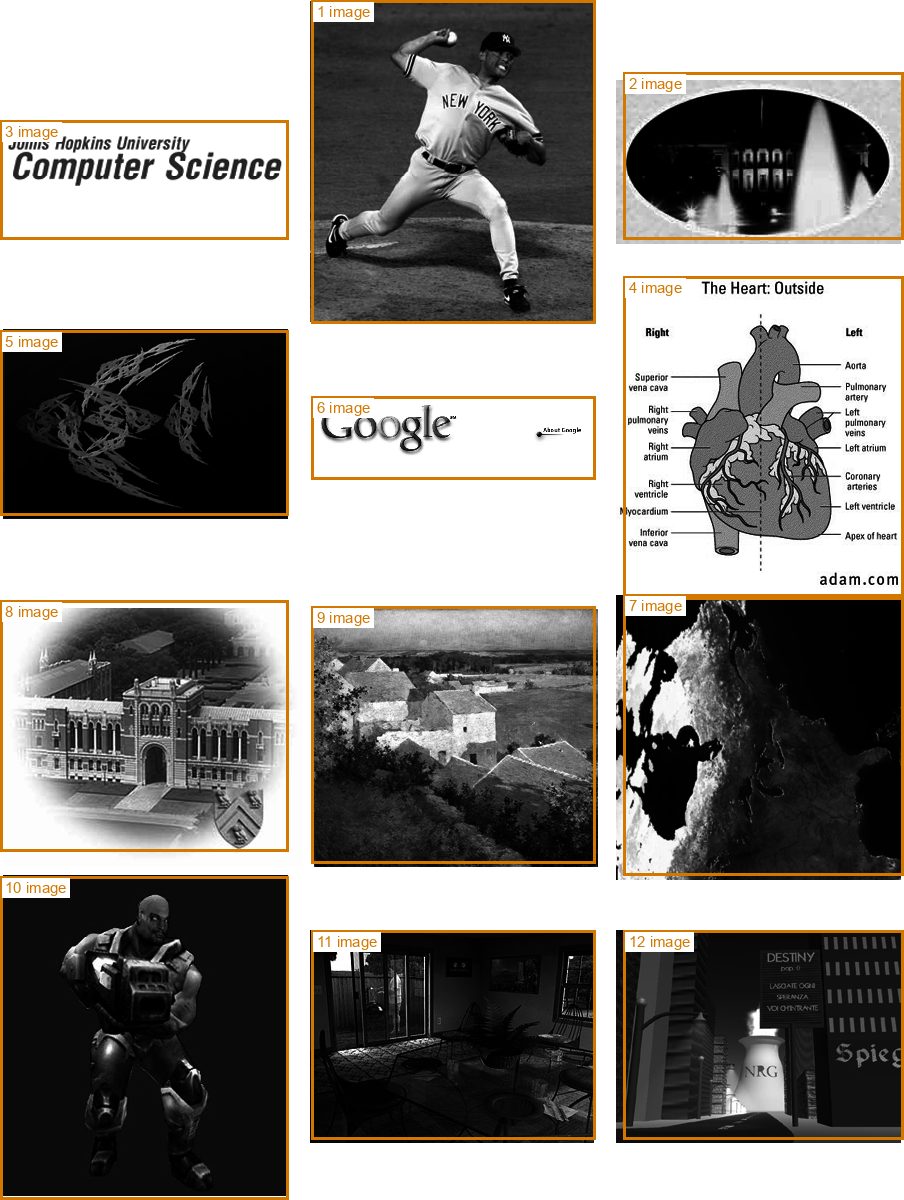 1 image
NY
NEW YORK
2 image
3 image
Johns Hopkins University
Computer Science
4 image
The Heart: Outside
Right
Left
Superior
vena cava
Right
pulmonary
veins
Right
atrium
Right
ventricle
Myocardium
Inferior
vena cava
Aorta
Pulmonary
artery
Left
pulmonary
veins
Left atrium
Coronary
arteries
Left ventricle
Apex of heart
adam.com
5 image
6 image
Google
About Google
8 image
9 image
7 image
10 image
11 image
12 image
DESTINY
pop. 0
LASCIATE OGNI
SPERANZA
VOI CH'INTRANTE
NRG
Spieg